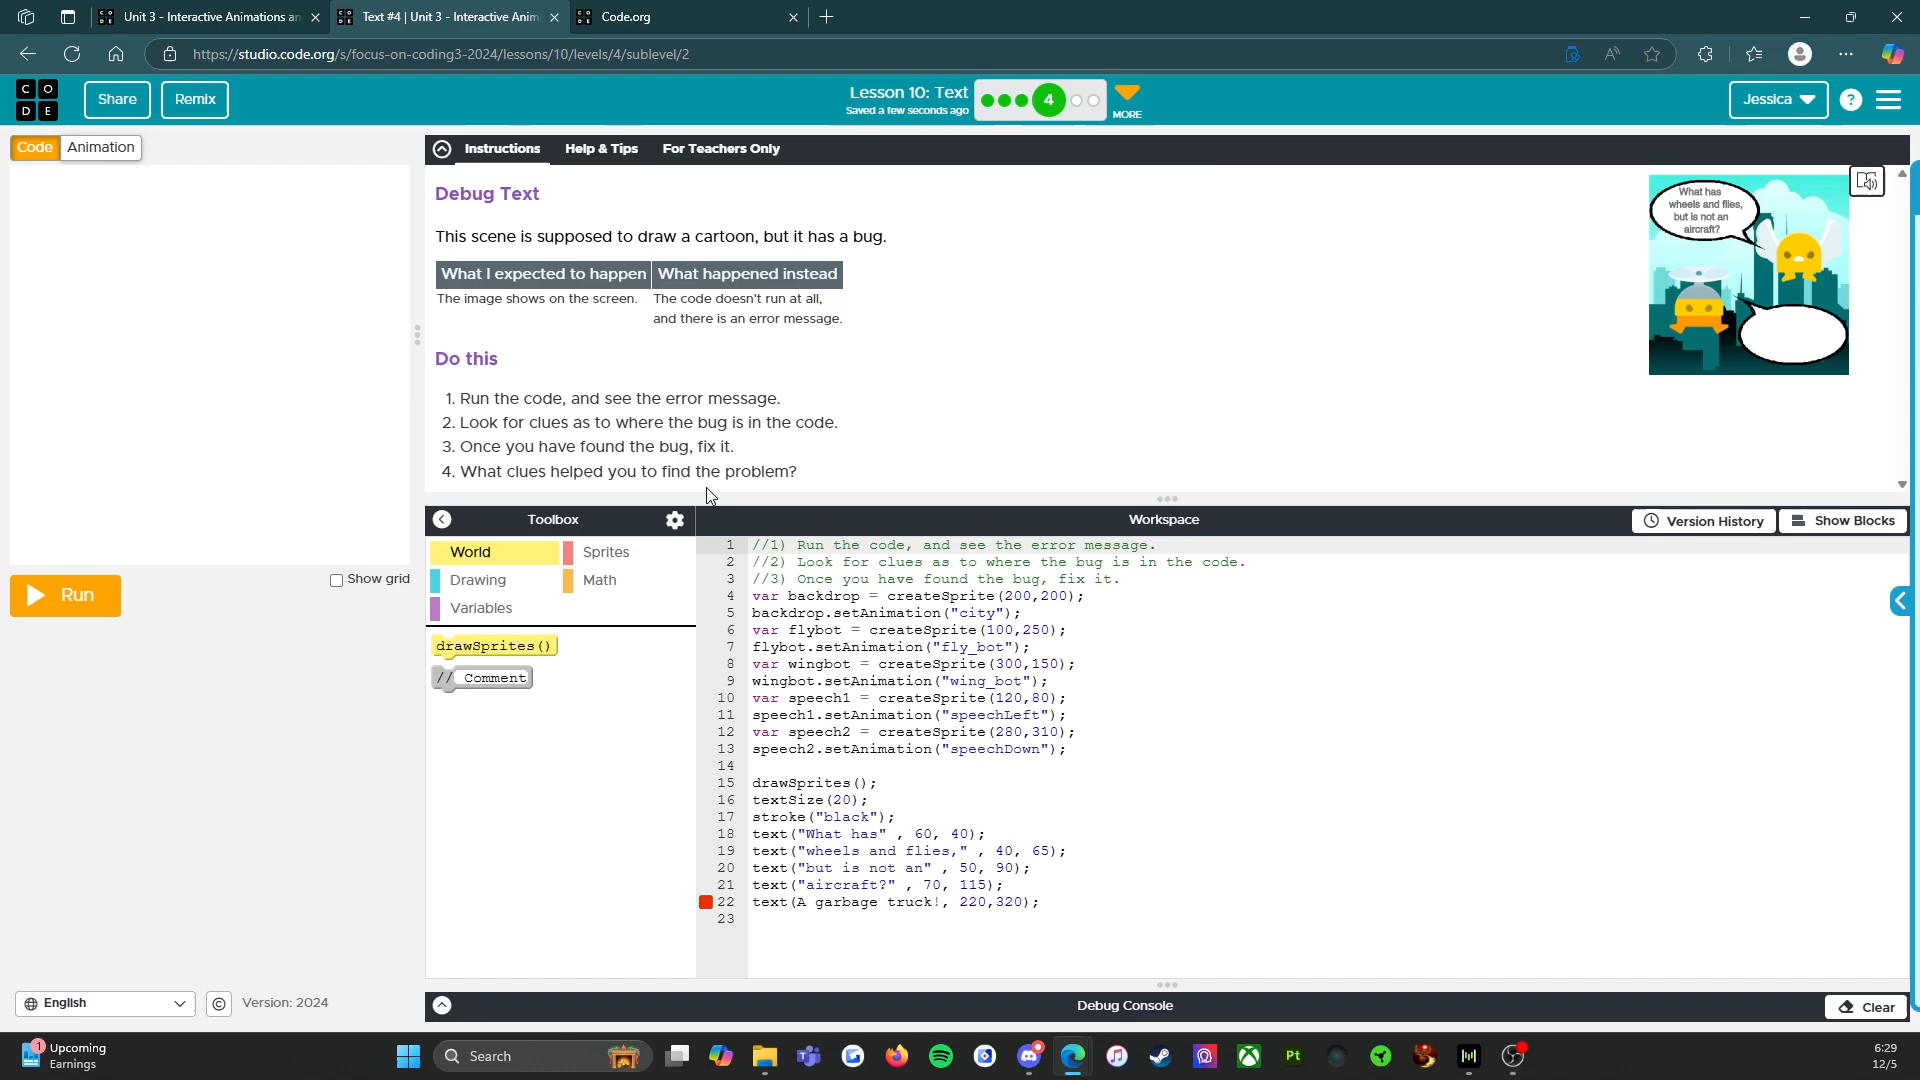 Unit 3 - Interactive Animations an
Text #4 | Unit 3 - Interactive Anim
Code.org
https://studio.code.org/s/focus-on-coding3-2024/lessons/10/levels/4/sublevel/2
C O
D E
Share
Remix
Lesson 10: Text
Saved a few seconds ago
4
MORE
Jessica
?
Code
Animation
Instructions
Help & Tips
For Teachers Only
Debug Text
This scene is supposed to draw a cartoon, but it has a bug.
What I expected to happen
What happened instead
The image shows on the screen.
The code doesn't run at all,
and there is an error message.
Do this
1. Run the code, and see the error message.
2. Look for clues as to where the bug is in the code.
3. Once you have found the bug, fix it.
4. What clues helped you to find the problem?
What has
wheels and flies,
but is not an
aircraft?
Run
Show grid
Toolbox
Workspace
Version History
Show Blocks
World
Sprites
Drawing
Math
Variables
drawSprites()
// Comment
1 //1) Run the code, and see the error message.
2 //2) Look for clues as to where the bug is in the code.
3 //3) Once you have found the bug, fix it.
4 var backdrop = createSprite(200,200);
5 backdrop.setAnimation("city");
6 var flybot = createSprite(100,250);
7 flybot.setAnimation("fly_bot");
8 var wingbot = createSprite(300,150);
9 wingbot.setAnimation("wing_bot");
10 var speech1 = createSprite(120,80);
11 speech1.setAnimation("speechLeft");
12 var speech2 = createSprite(280,310);
13 speech2.setAnimation("speechDown");
14
15 drawSprites();
16 textSize(20);
17 stroke("black");
18 text("What has" , 60, 40);
19 text("wheels and flies," , 40, 65);
20 text("but is not an" , 50, 90);
21 text("aircraft?" , 70, 115);
22 text(A garbage truck!, 220,320);
23
English
Version: 2024
Debug Console
Clear
1
Upcoming
Earnings
Search
Pt
6:29
12/5